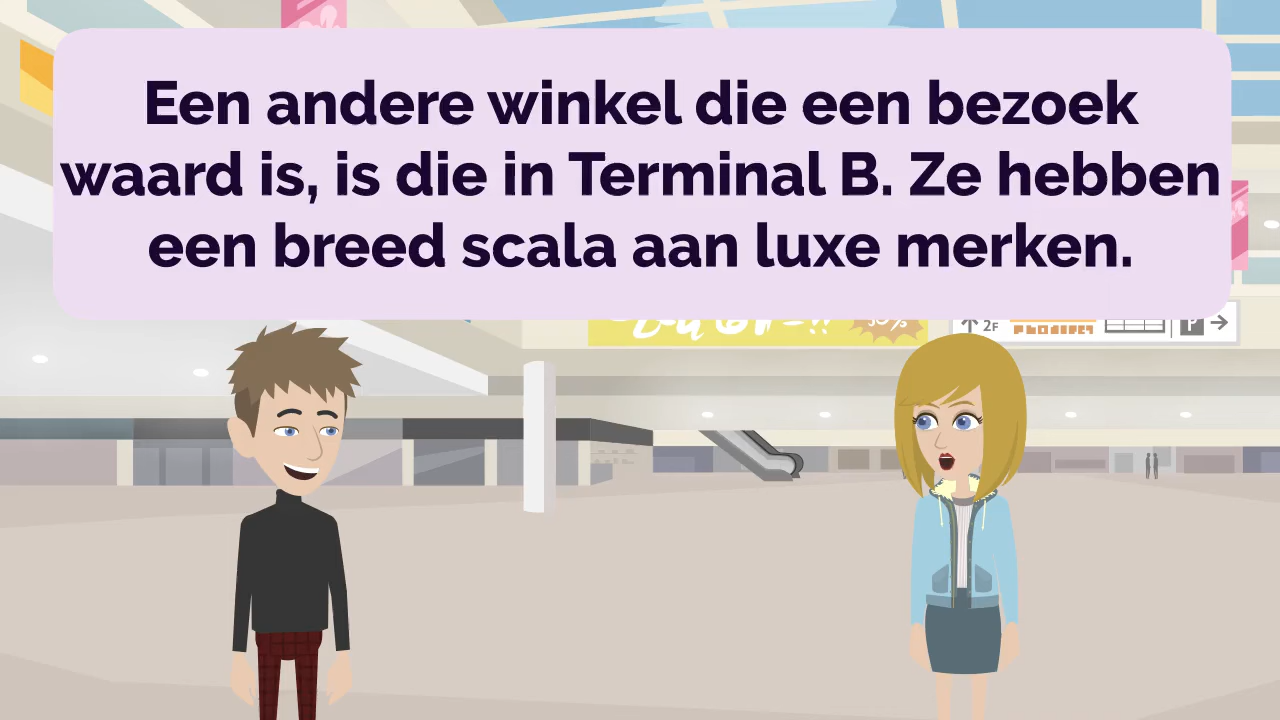 Een andere winkel die een bezoek
waard is, is die in Terminal B. Ze hebben
een breed scala aan luxe merken.
2F
P